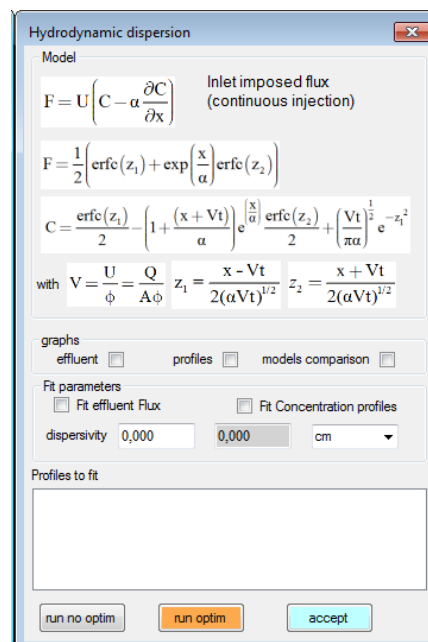 Hydrodynamic dispersion
Model
F = U(C − α ∂C/∂x)
Inlet imposed flux
(continuous injection)
F = 1/2 (erfc(z₁) + exp(x/α) erfc(z₂))
C = erfc(z₁)/2 − (1 + (x + Vt)/α) e^(x/α) erfc(z₂)/2 + (Vt/πα)^(1/2) e^(−z₁²)
with V = U/ϕ = Q/Aϕ z₁ = x - Vt/2(αVt)^(1/2) z₂ = x + Vt/2(αVt)^(1/2)
graphs
effluent profiles models comparison
Fit parameters
Fit effluent Flux Fit Concentration profiles
dispersivity 0,000 0,000 cm
Profiles to fit
run no optim run optim accept